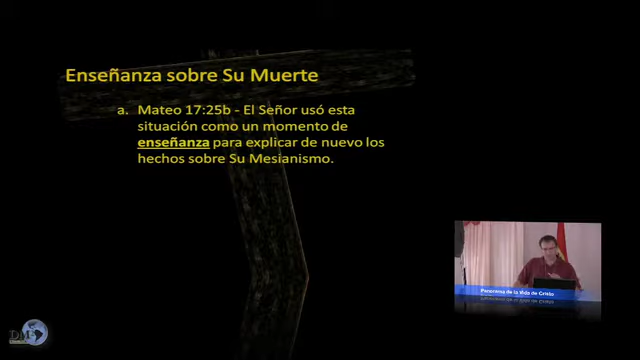 Enseñanza sobre Su Muerte
a. Mateo 17:25b - El Señor usó esta
situación como un momento de
enseñanza para explicar de nuevo los
hechos sobre Su Mesianismo.
Panorama de la Vida de Cristo